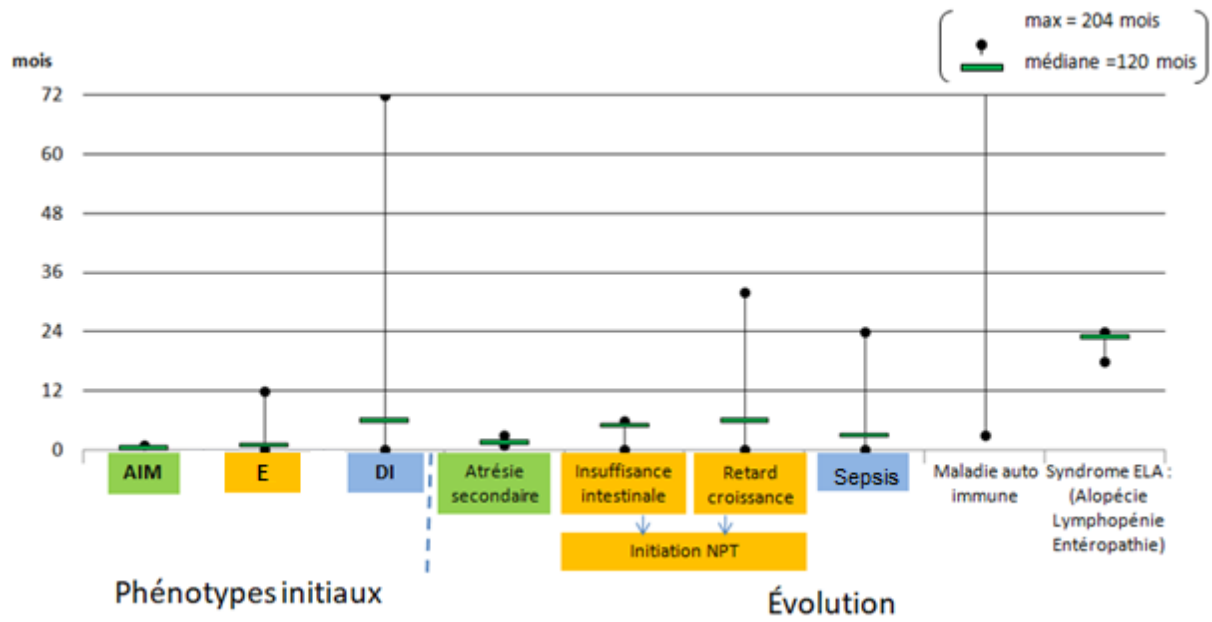 max = 204 mois
médiane =120 mois
mois
72
60
48
36
24
12
0
AIM
E
DI
Atrésie
secondaire
Insuffisance
intestinale
Retard
croissance
Sepsis
Maladie auto
immune
Syndrome ELA :
(Alopécie
Lymphopénie
Entéropathie)
Initiation NPT
Phénotypes initiaux
Évolution